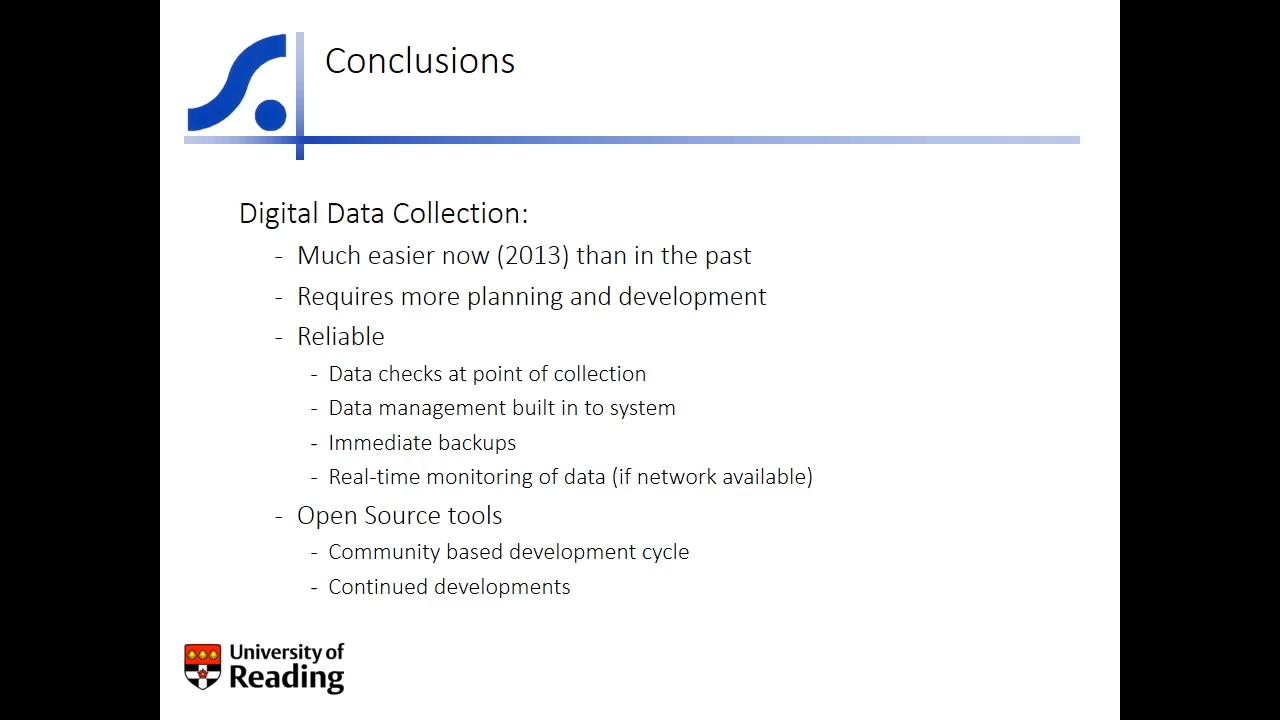 Conclusions
Digital Data Collection:
- Much easier now (2013) than in the past
- Requires more planning and development
- Reliable
- Data checks at point of collection
- Data management built in to system
- Immediate backups
- Real-time monitoring of data (if network available)
- Open Source tools
- Community based development cycle
- Continued developments
University of
Reading